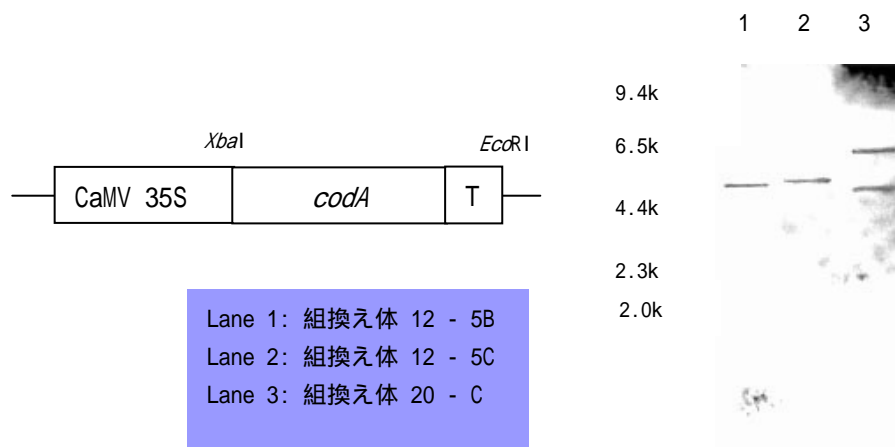 XbaI
EcoRI
CaMV 35S
codA
T
Lane 1: 組換え体 12 - 5B
Lane 2: 組換え体 12 - 5C
Lane 3: 組換え体 20 - C
1 2 3
9.4k
6.5k
4.4k
2.3k
2.0k